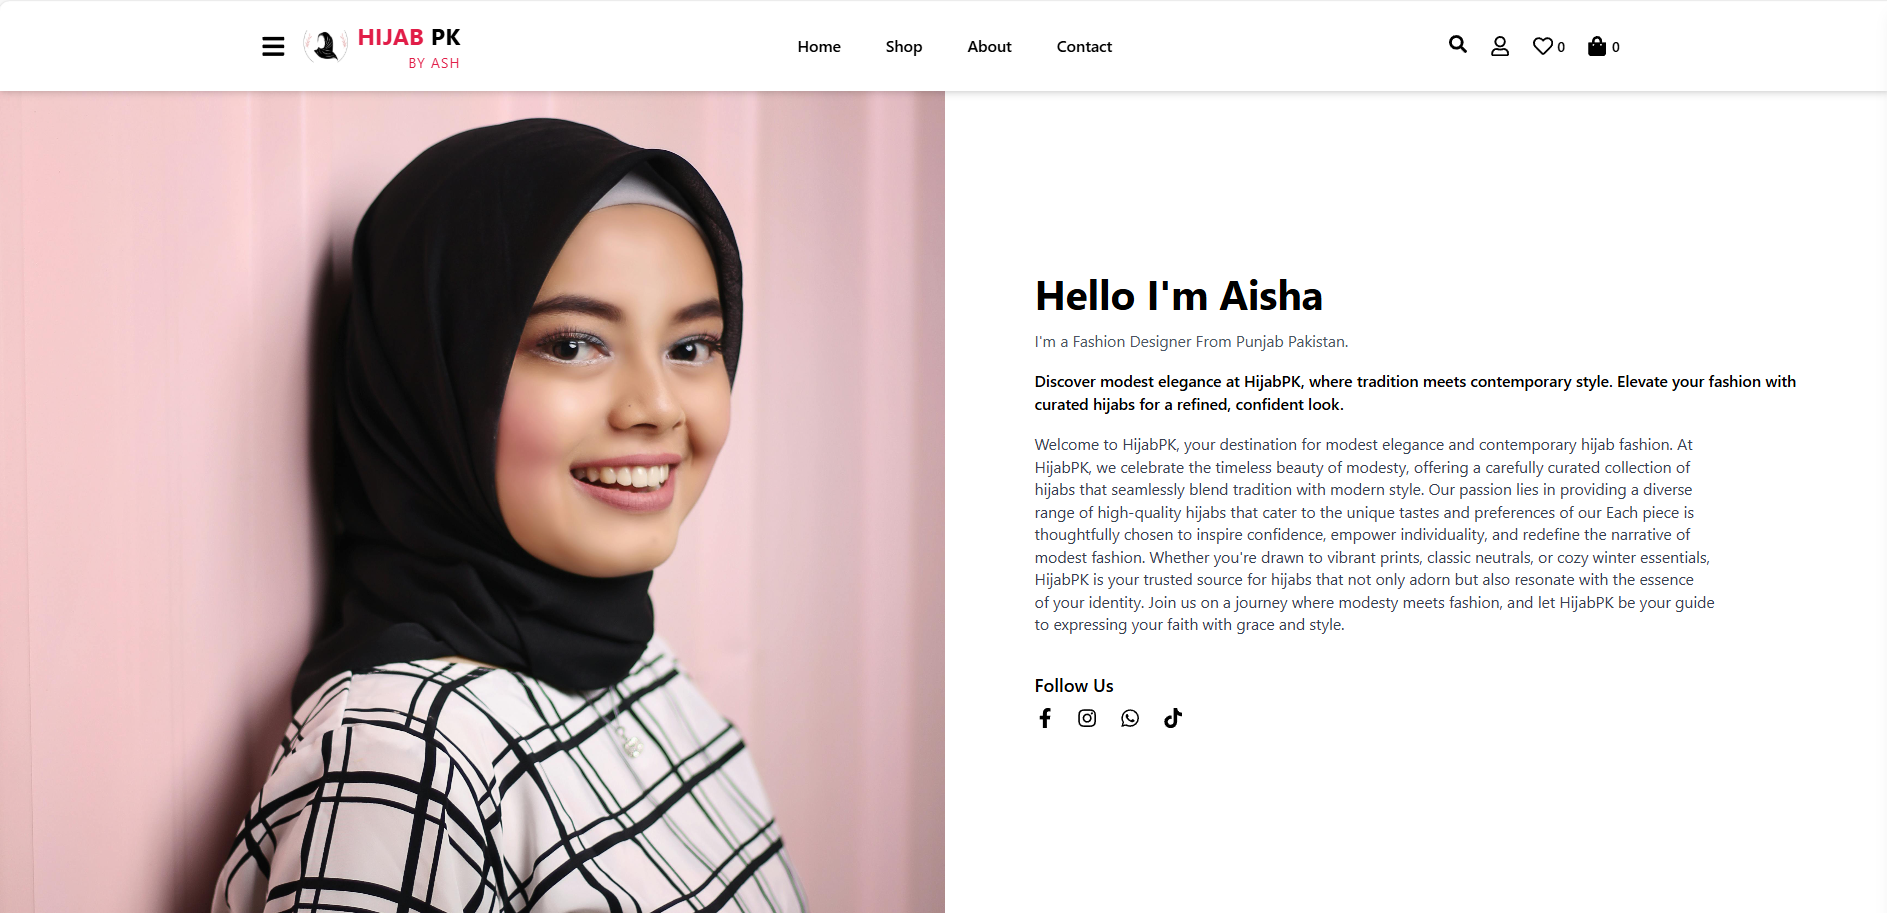 HIJAB PK
BY ASH
Home
Shop
About
Contact
0
0
Hello I'm Aisha
I'm a Fashion Designer From Punjab Pakistan.
Discover modest elegance at HijabPK, where tradition meets contemporary style. Elevate your fashion with
curated hijabs for a refined, confident look.
Welcome to HijabPK, your destination for modest elegance and contemporary hijab fashion. At
HijabPK, we celebrate the timeless beauty of modesty, offering a carefully curated collection of
hijabs that seamlessly blend tradition with modern style. Our passion lies in providing a diverse
range of high-quality hijabs that cater to the unique tastes and preferences of our Each piece is
thoughtfully chosen to inspire confidence, empower individuality, and redefine the narrative of
modest fashion. Whether you're drawn to vibrant prints, classic neutrals, or cozy winter essentials,
HijabPK is your trusted source for hijabs that not only adorn but also resonate with the essence
of your identity. Join us on a journey where modesty meets fashion, and let HijabPK be your guide
to expressing your faith with grace and style.
Follow Us